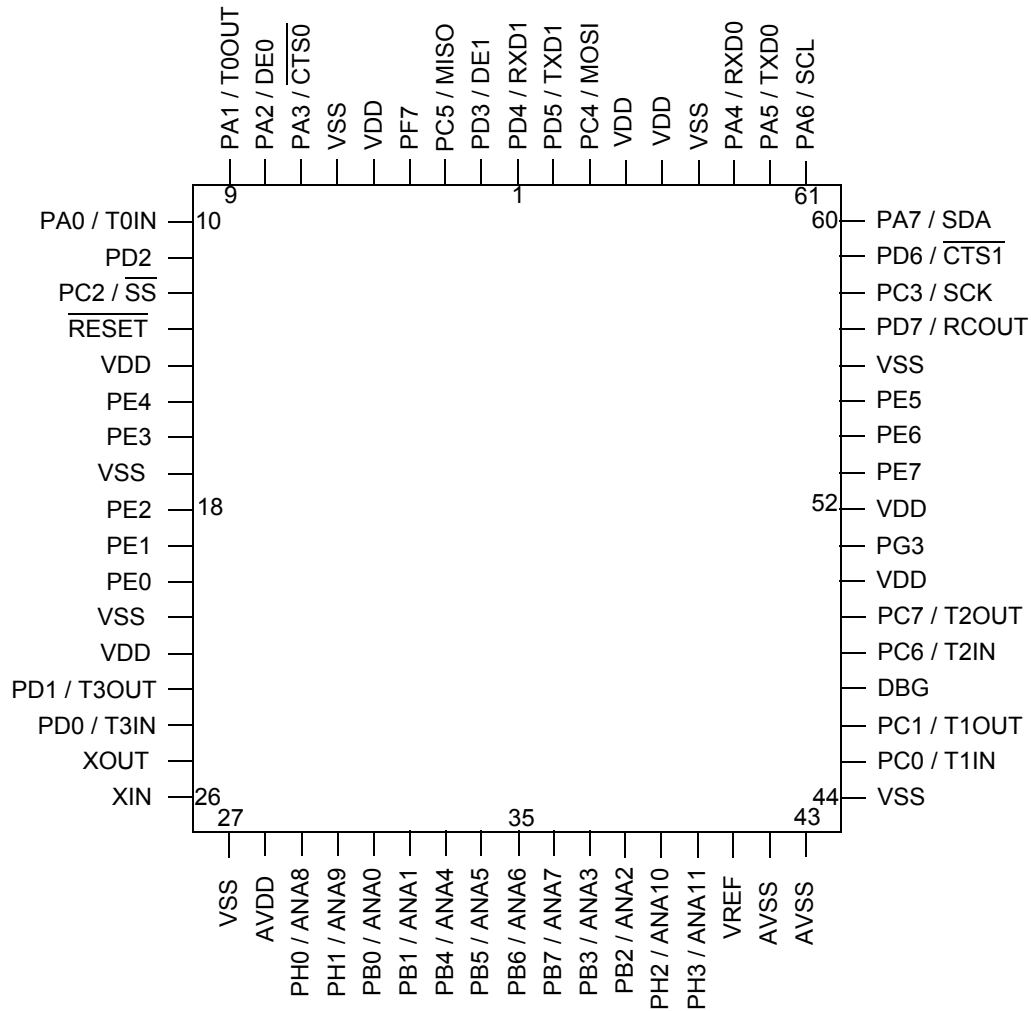 PA1 / T0OUT
PA2 / DE0
PA3 / CTS0
VSS
VDD
PF7
PC5 / MISO
PD3 / DE1
PD4 / RXD1
PD5 / TXD1
PC4 / MOSI
VDD
VDD
VSS
PA4 / RXD0
PA5 / TXD0
PA6 / SCL
9
1
61
PA0 / T0IN
10
PD2
PC2 / SS
RESET
VDD
PE4
PE3
VSS
PE2
18
PE1
PE0
VSS
VDD
PD1 / T3OUT
PD0 / T3IN
XOUT
XIN
26
60
PA7 / SDA
PD6 / CTS1
PC3 / SCK
PD7 / RCOUT
VSS
PE5
PE6
PE7
52
VDD
PG3
VDD
PC7 / T2OUT
PC6 / T2IN
DBG
PC1 / T1OUT
PC0 / T1IN
44
VSS
27
35
43
VSS
AVDD
PH0 / ANA8
PH1 / ANA9
PB0 / ANA0
PB1 / ANA1
PB4 / ANA4
PB5 / ANA5
PB6 / ANA6
PB7 / ANA7
PB3 / ANA3
PB2 / ANA2
PH2 / ANA10
PH3 / ANA11
VREF
AVSS
AVSS